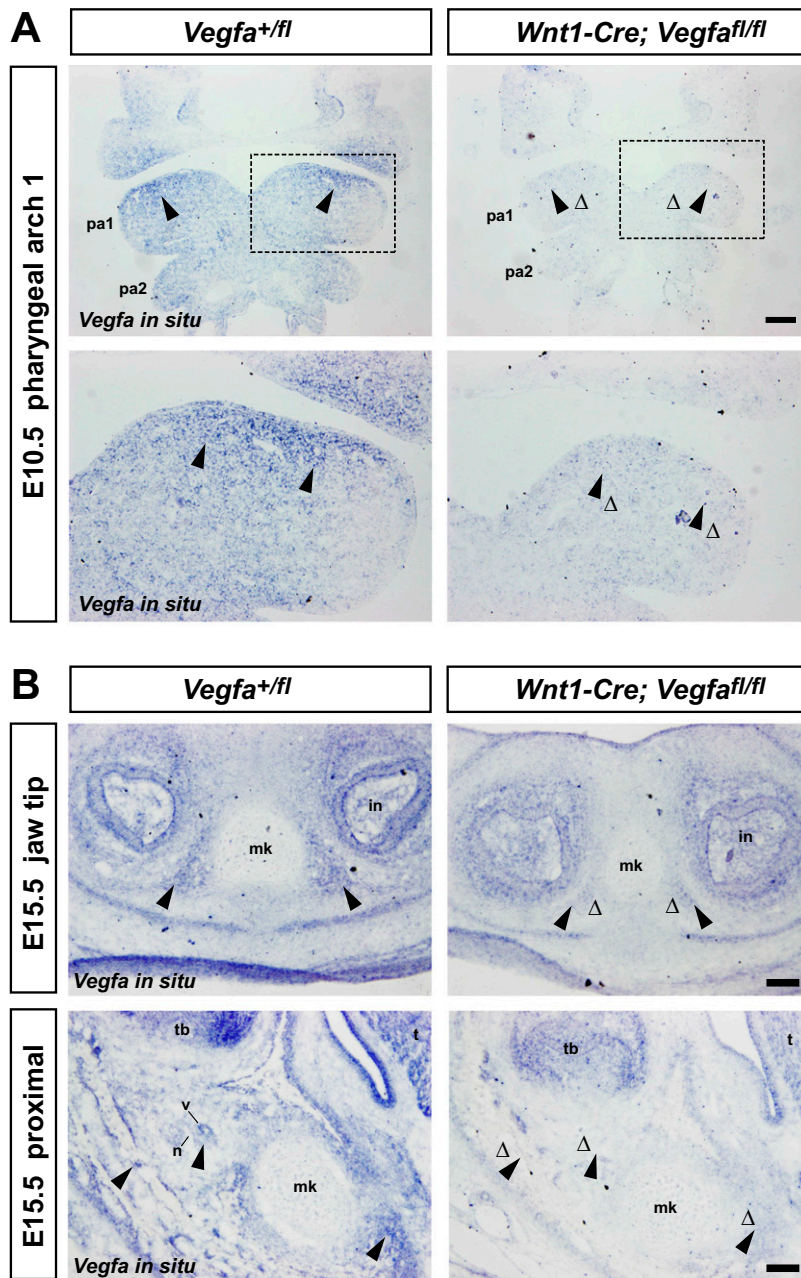 A
Vegfa+/fl
Wnt1-Cre; Vegfafl/fl
E10.5 pharyngeal arch 1
pa1
pa2
Vegfa in situ
Δ
Δ
pa1
pa2
Vegfa in situ
Δ
Δ
B
Vegfa+/fl
Wnt1-Cre; Vegfafl/fl
E15.5 jaw tip
in
mk
Vegfa in situ
in
mk
Δ
Δ
E15.5 proximal
tb
t
v
n
mk
Vegfa in situ
tb
t
Δ
Δ
mk
Δ